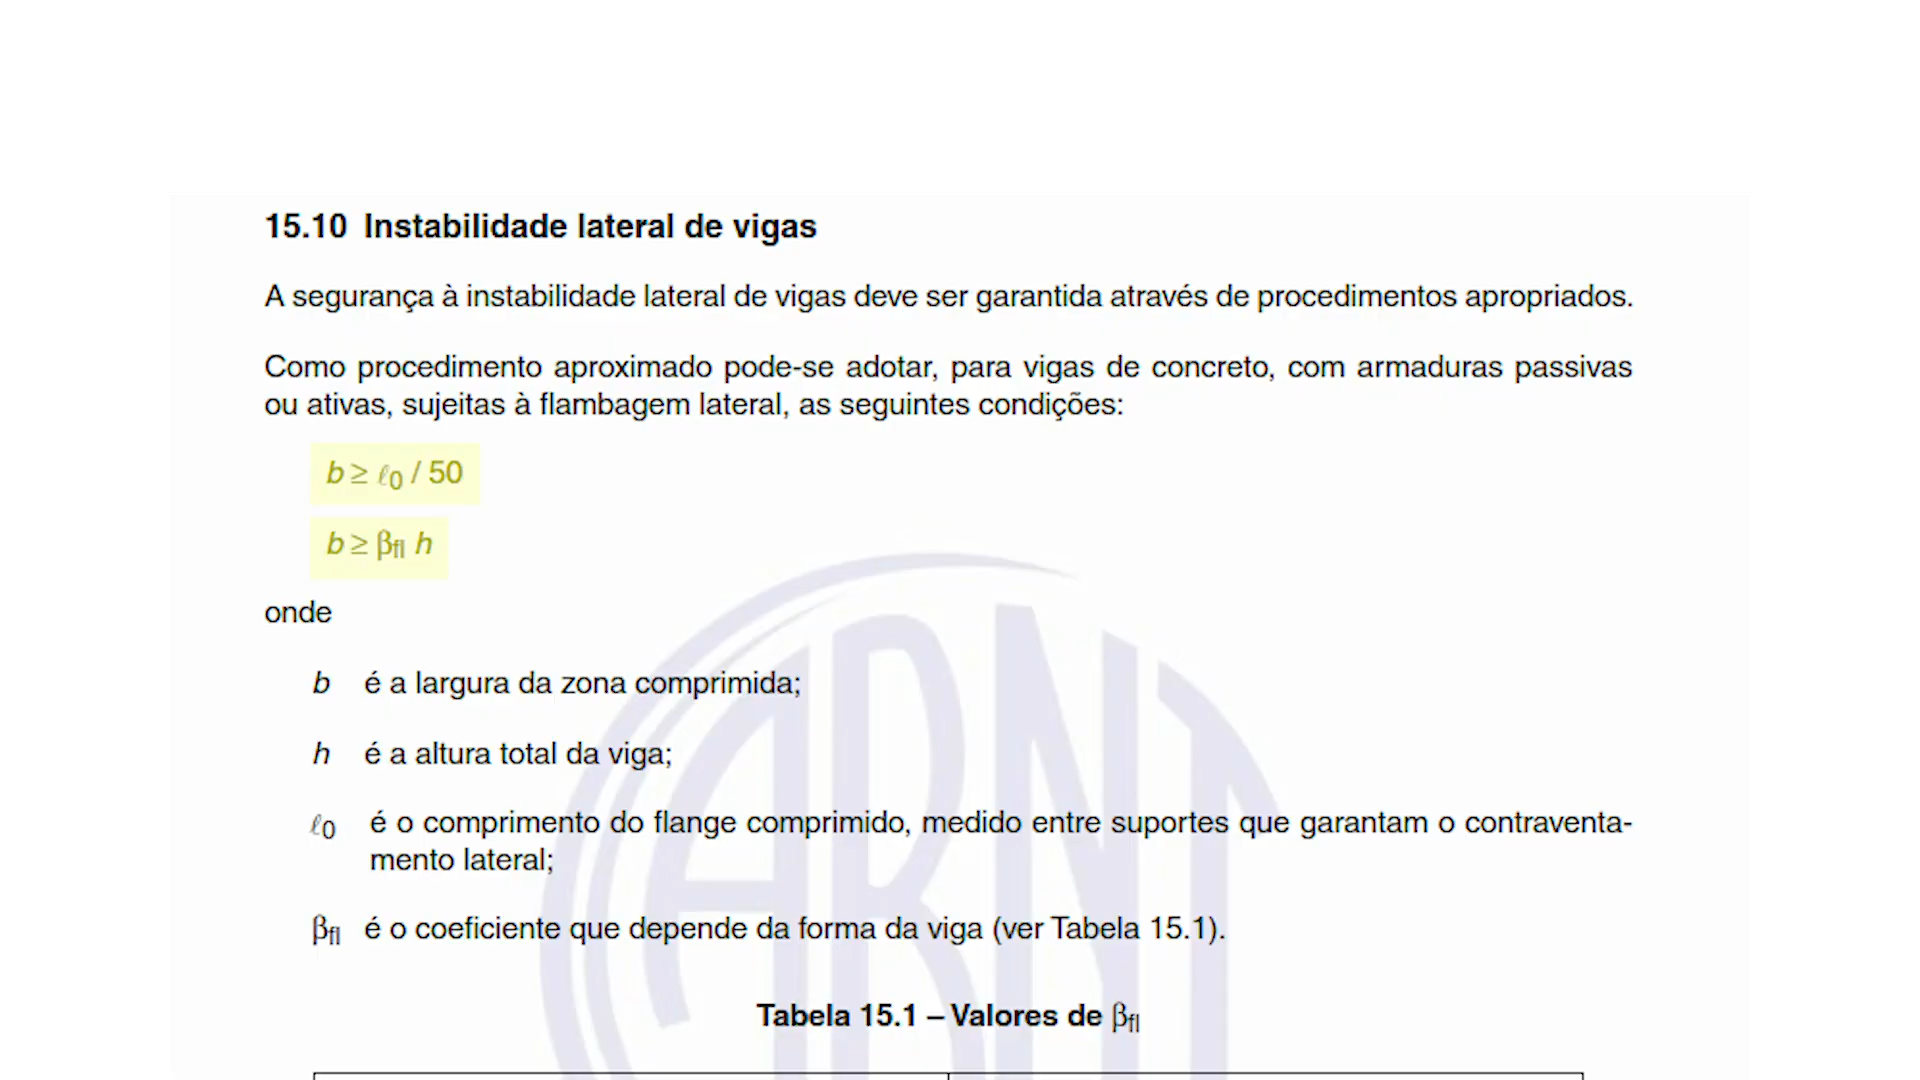 15.10 Instabilidade lateral de vigas
A segurança à instabilidade lateral de vigas deve ser garantida através de procedimentos apropriados.
Como procedimento aproximado pode-se adotar, para vigas de concreto, com armaduras passivas
ou ativas, sujeitas à flambagem lateral, as seguintes condições:
b ≥ ℓ0 / 50
b ≥ βfl h
onde
b é a largura da zona comprimida;
h é a altura total da viga;
ℓ0 é o comprimento do flange comprimido, medido entre suportes que garantam o contraventa-
mento lateral;
βfl é o coeficiente que depende da forma da viga (ver Tabela 15.1).
ABNT
Tabela 15.1 – Valores de βfl